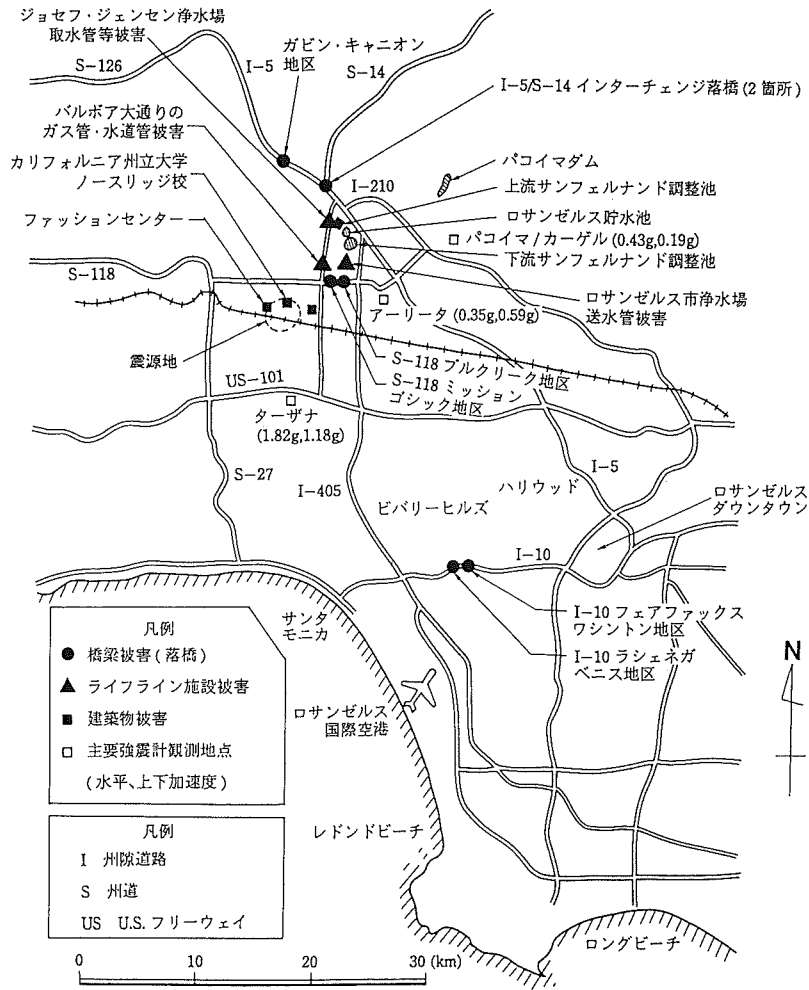 ジョセフ・ジェンセン浄水場
取水管等被害
ガビン・キャニオン
地区
S-126
I-5
S-14
I-5/S-14 インターチェンジ落橋(2箇所)
バルボア大通りの
ガス管・水道管被害
カリフォルニア州立大学
ノースリッジ校
ファッションセンター
パコイマダム
I-210
上流サンフェルナンド調整池
ロサンゼルス貯水池
パコイマ/カーゲル(0.43g,0.19g)
下流サンフェルナンド調整池
S-118
ロサンゼルス市浄水場
送水管被害
アーリータ(0.35g,0.59g)
震源地
S-118 ブルクリーク地区
S-118 ミッション
ゴシック地区
US-101
ターザナ
(1.82g,1.18g)
S-27
I-405
ビバリーヒルズ
ハリウッド
I-5
ロサンゼルス
ダウンタウン
I-10
サンタ
モニカ
I-10 フェアファックス
ワシントン地区
I-10 ラシェネガ
ベニス地区
N
ロサンゼルス
国際空港
レドンドビーチ
ロングビーチ
凡例
橋梁被害(落橋)
ライフライン施設被害
建築物被害
主要強震計観測地点
(水平、上下加速度)
凡例
I 州際道路
S 州道
US U.S. フリーウェイ
0 10 20 30 (km)